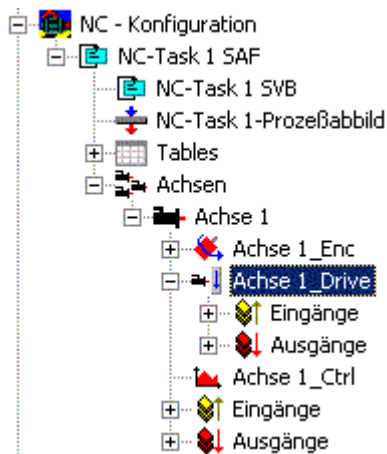 NC - Konfiguration
NC-Task 1 SAF
NC-Task 1 SVB
NC-Task 1-Prozeßabbild
Tables
Achsen
Achse 1
Achse 1_Enc
Achse 1_Drive
Eingänge
Ausgänge
Achse 1_Ctrl
Eingänge
Ausgänge